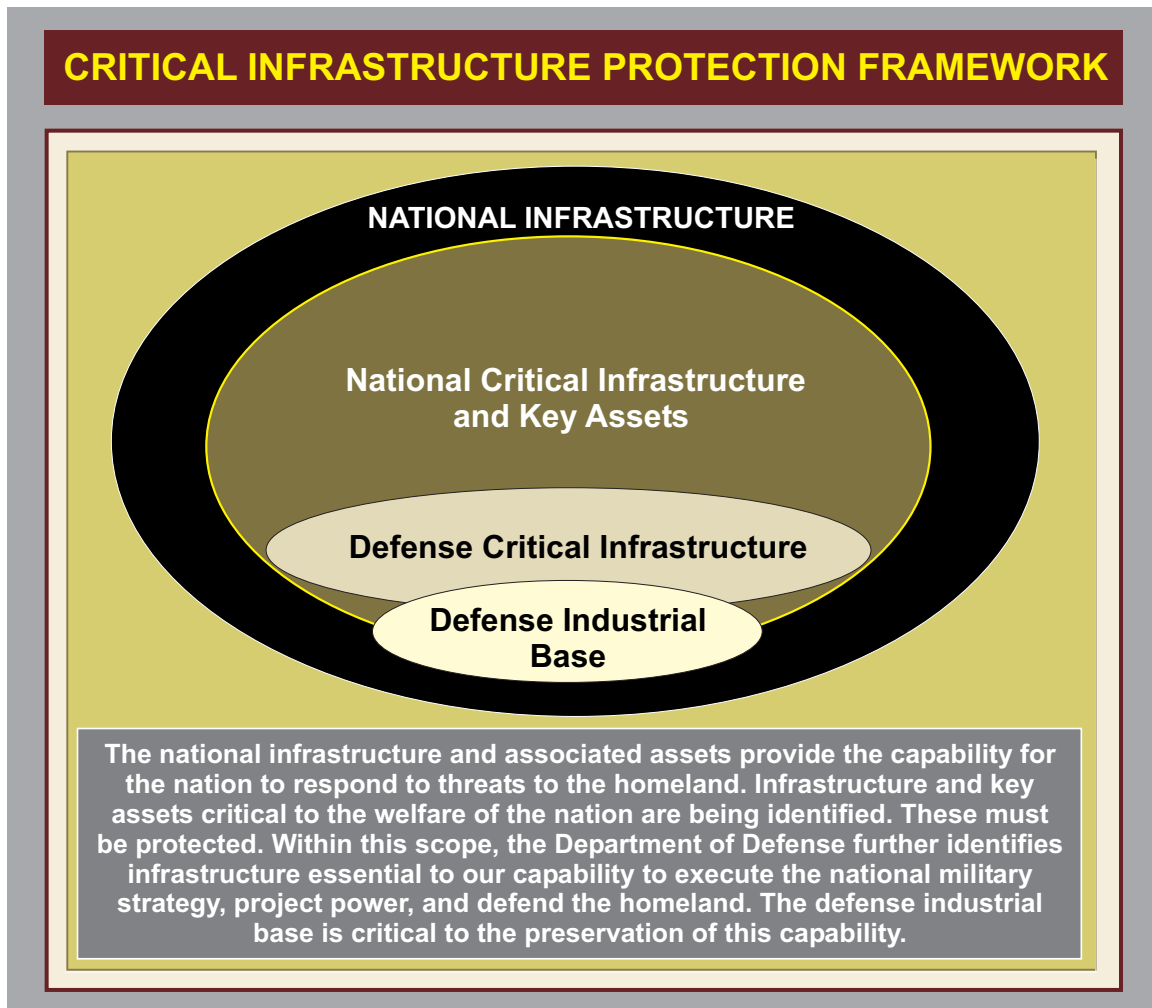 CRITICAL INFRASTRUCTURE PROTECTION FRAMEWORK
NATIONAL INFRASTRUCTURE
National Critical Infrastructure
and Key Assets
Defense Critical Infrastructure
Defense Industrial
Base
The national infrastructure and associated assets provide the capability for
the nation to respond to threats to the homeland. Infrastructure and key
assets critical to the welfare of the nation are being identified. These must
be protected. Within this scope, the Department of Defense further identifies
infrastructure essential to our capability to execute the national military
strategy, project power, and defend the homeland. The defense industrial
base is critical to the preservation of this capability.